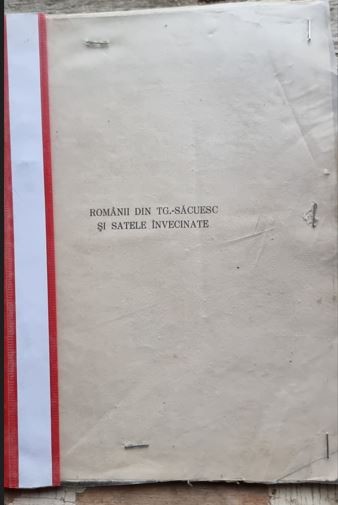 ROMÂNII DIN TG.-SĂCUESC
ȘI SATELE ÎNVECINATE